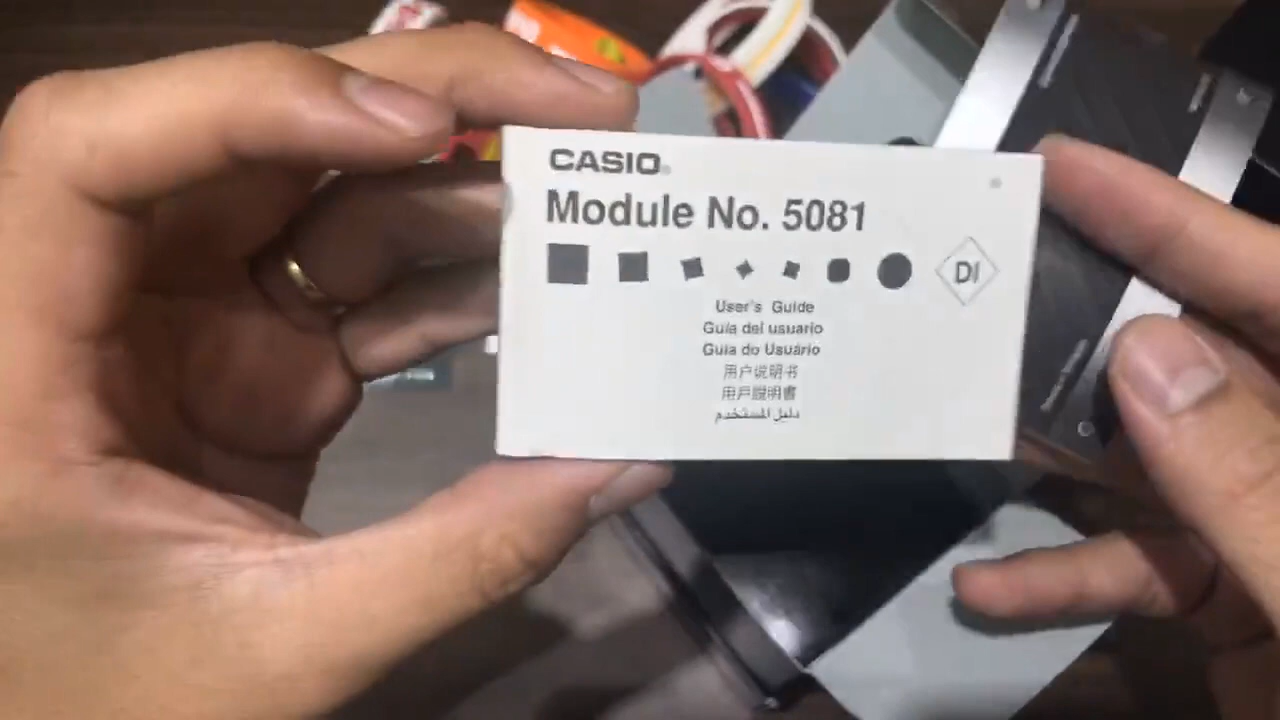 CASIO
Module No. 5081
DI
User's Guide
Guía del usuario
Guia do Usuário
用户说明书
用戶說明書
دليل المستخدم